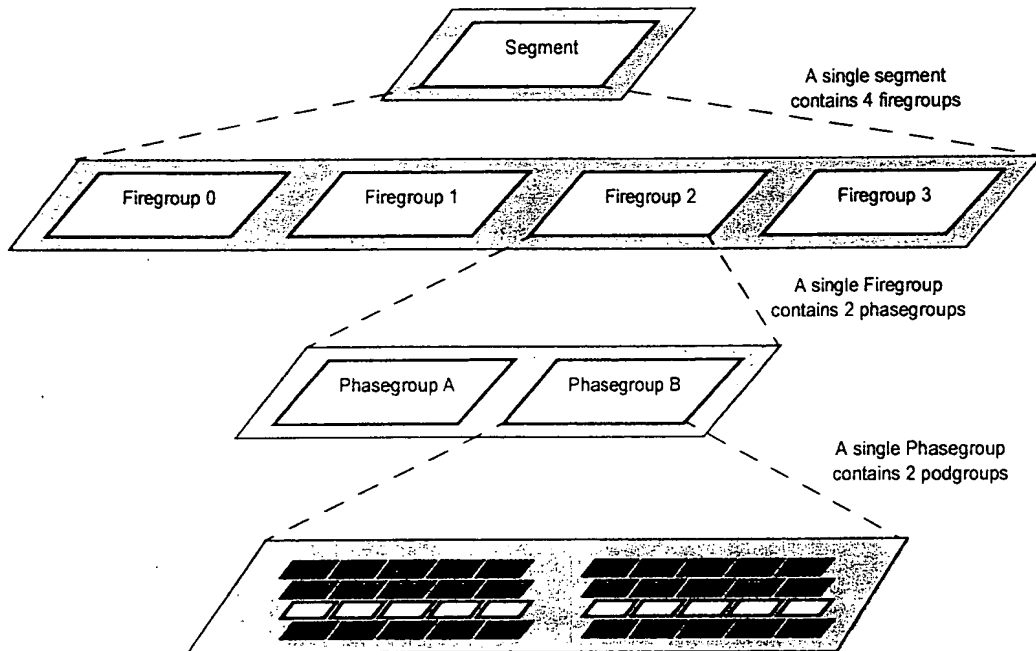 Segment
A single segment
contains 4 firegroups
Firegroup 0
Firegroup 1
Firegroup 2
Firegroup 3
A single Firegroup
contains 2 phasegroups
Phasegroup A
Phasegroup B
A single Phasegroup
contains 2 podgroups